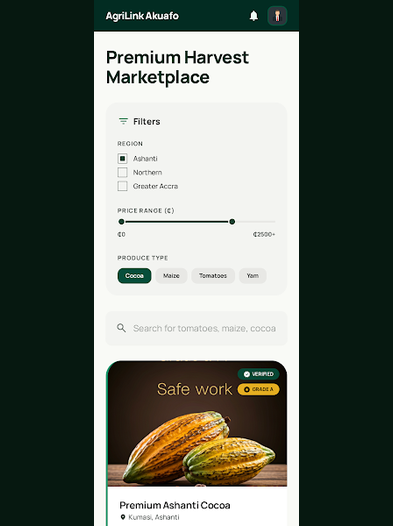 AgriLink Akuafo
Premium Harvest
Marketplace
Filters
REGION
Ashanti
Northern
Greater Accra
PRICE RANGE (₵)
₵0
₵2500+
PRODUCE TYPE
Cocoa
Maize
Tomatoes
Yam
Search for tomatoes, maize, cocoa
VERIFIED
Safe work
GRADE A
Premium Ashanti Cocoa
Kumasi, Ashanti